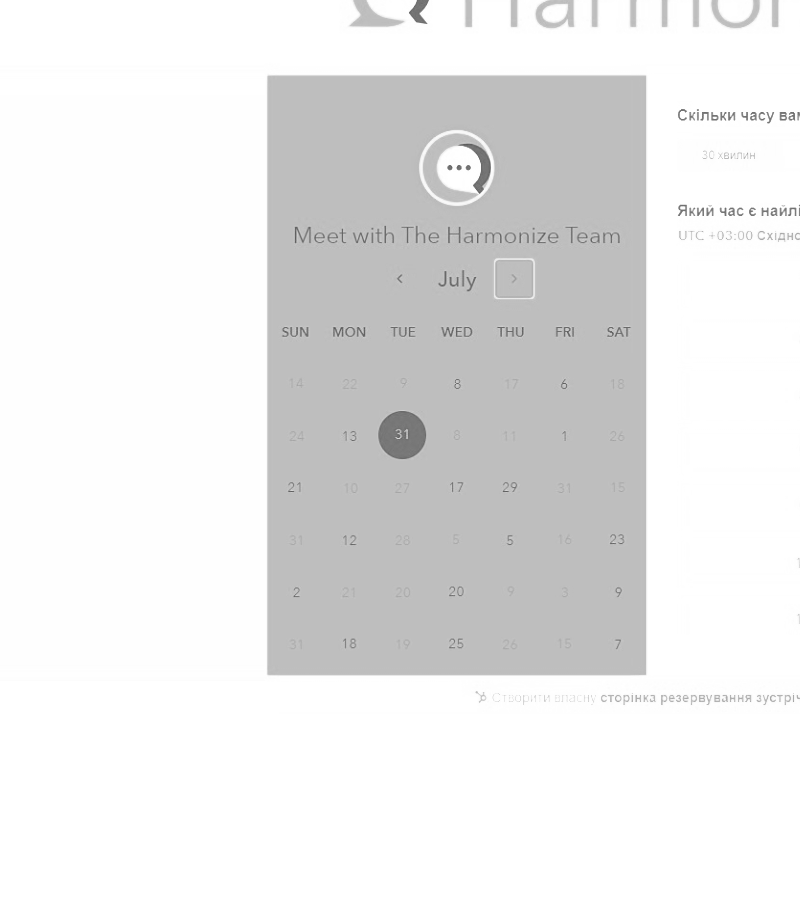 Harmon
Скільки часу вам
30 хвилин
Meet with The Harmonize Team
Який час є найлі
UTC +03:00 Східно
July
SUN MON TUE WED THU FRI SAT
14 22 9 8 17 6 18
24 13 31 8 11 1 26
21 10 27 17 29 31 15
31 12 28 5 5 16 23
2 21 20 20 9 3 9
31 18 19 25 26 15 7
Створити власну сторінка резервування зустріч